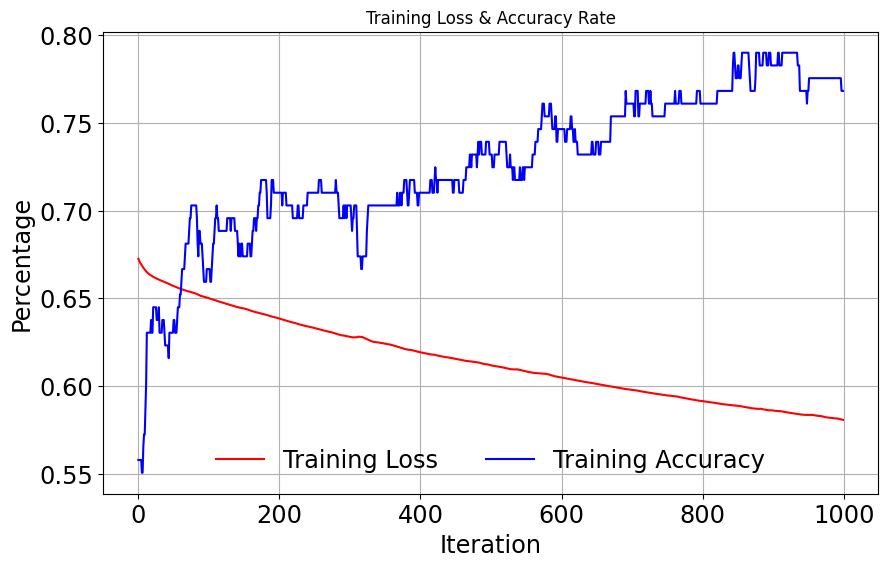 Training Loss & Accuracy Rate
0.80
0.75
0.70
0.65
0.60
0.55
Percentage
Training Loss Training Accuracy
0 200 400 600 800 1000
Iteration